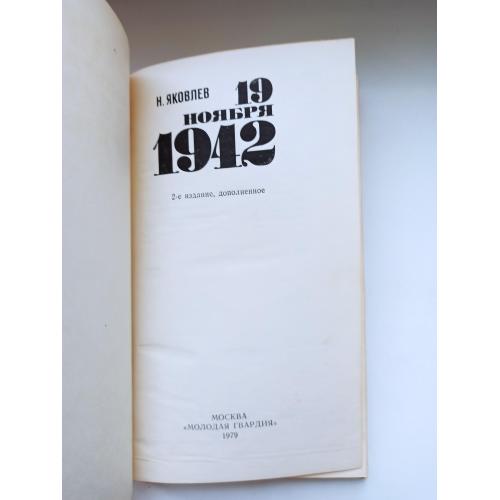 Н. ЯКОВЛЕВ
19
НОЯБРЯ
1942
2-е издание, дополненное
МОСКВА
«МОЛОДАЯ ГВАРДИЯ»
1979